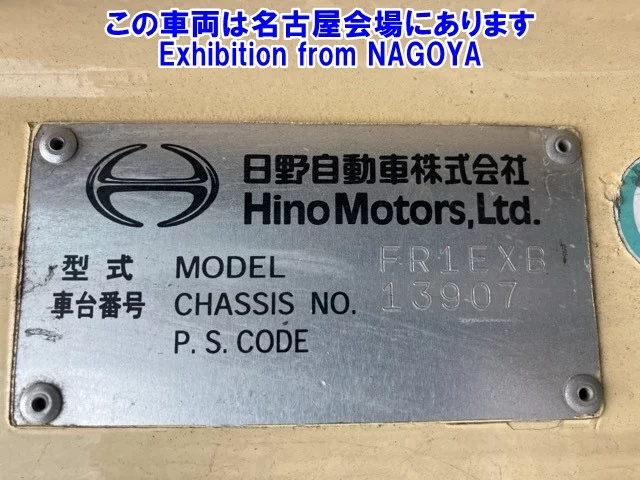 この車両は名古屋会場にあります
Exhibition from NAGOYA
日野自動車株式会社
Hino Motors, Ltd.
型式 MODEL FR1EXB
車台番号 CHASSIS NO. 13907
P. S. CODE